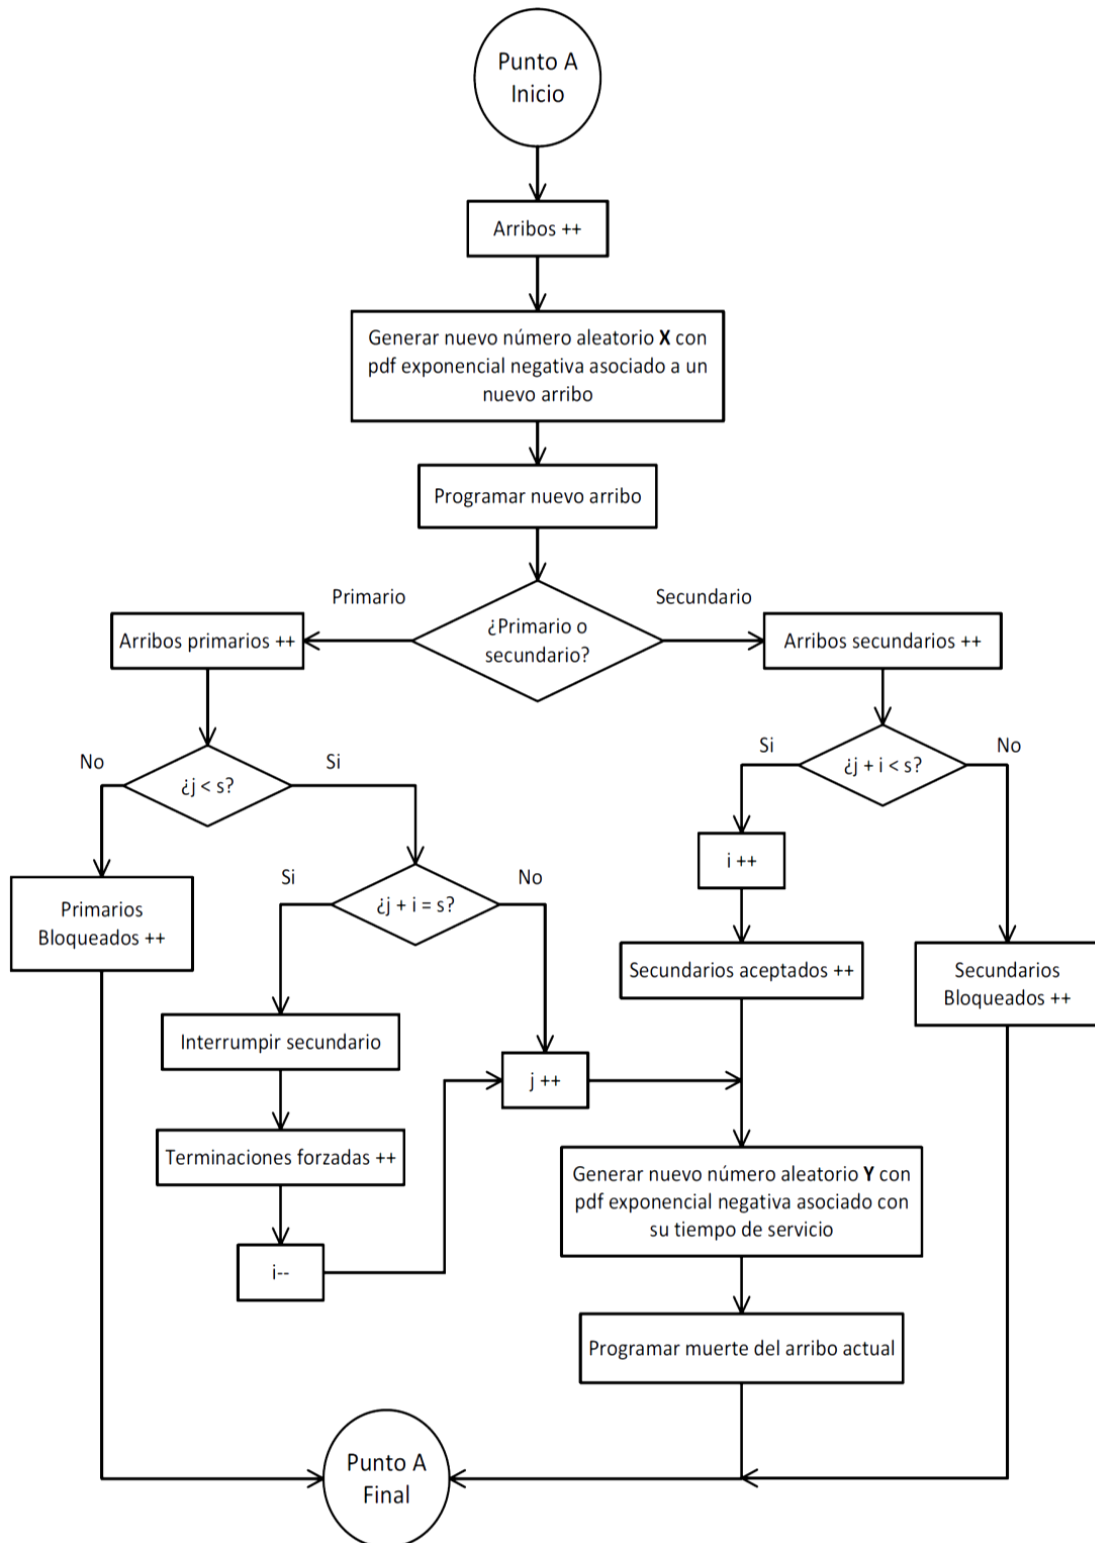 Punto A
Inicio
Arribos ++
Generar nuevo número aleatorio X con
pdf exponencial negativa asociado a un
nuevo arribo
Programar nuevo arribo
Primario
Secundario
¿Primario o
secundario?
Arribos primarios ++
Arribos secundarios ++
No
¿j < s?
Si
Si
¿j + i < s?
No
i ++
Si
¿j + i = s?
No
Primarios
Bloqueados ++
Secundarios aceptados ++
Secundarios
Bloqueados ++
Interrumpir secundario
j ++
Terminaciones forzadas ++
Generar nuevo número aleatorio Y con
pdf exponencial negativa asociado con
su tiempo de servicio
i--
Programar muerte del arribo actual
Punto A
Final